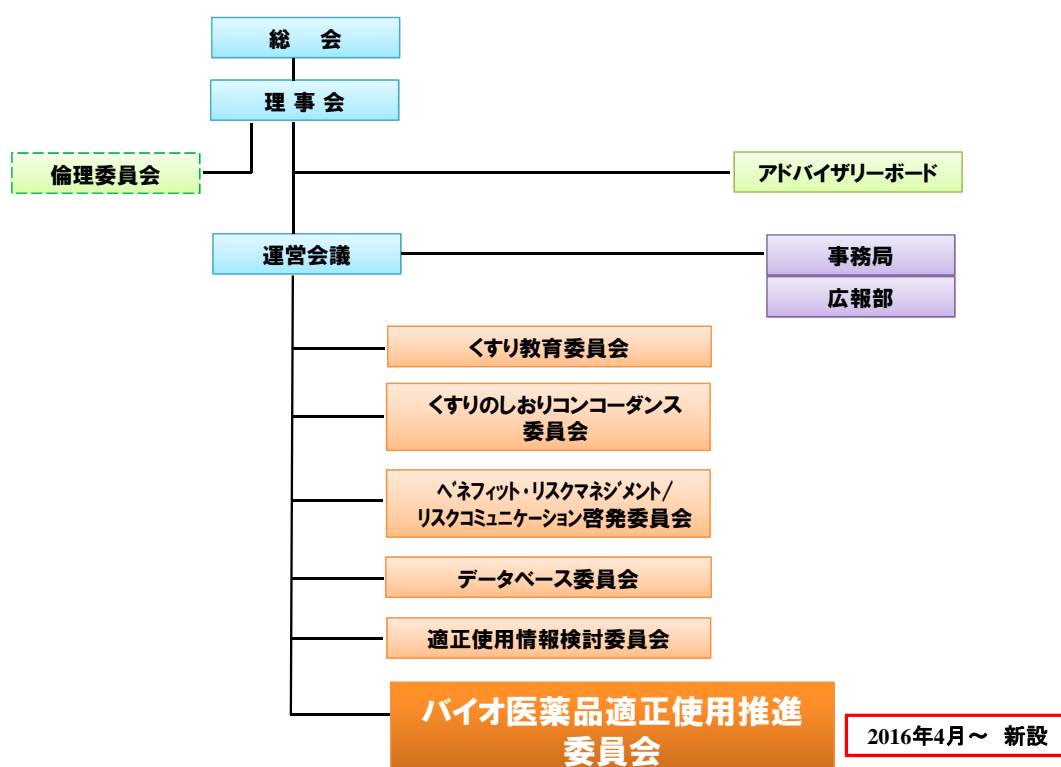 総　会
理 事 会
倫理委員会
アドバイザリーボード
運営会議
事務局
広報部
くすり教育委員会
くすりのしおりコンコーダンス
委員会
ﾍﾞﾈフィット・リスクマネジメント/
リスクコミュニケーション啓発委員会
データベース委員会
適正使用情報検討委員会
バイオ医薬品適正使用推進
委員会
2016年4月～　新設